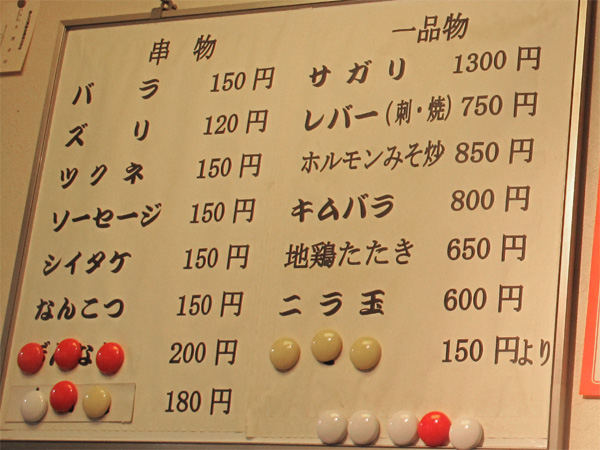 串物
バラ 150円
ズリ 120円
ツクネ 150円
ソーセージ 150円
シイタケ 150円
なんこつ 150円
200円
180円
一品物
サガリ 1300円
レバー(刺・焼) 750円
ホルモンみそ炒 850円
キムバラ 800円
地鶏たたき 650円
ニラ玉 600円
150円より